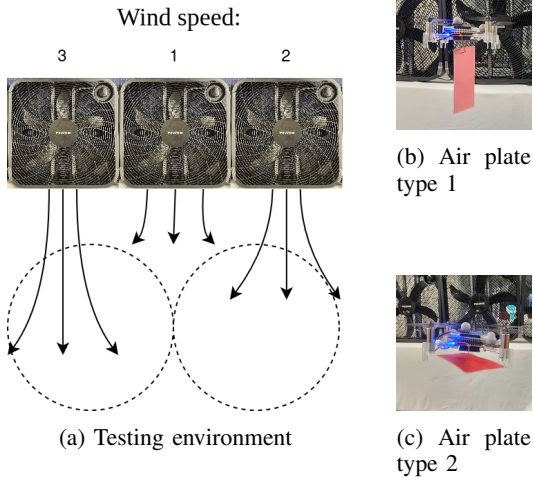 Wind speed:
3 1 2
(a) Testing environment
(b) Air plate
type 1
(c) Air plate
type 2